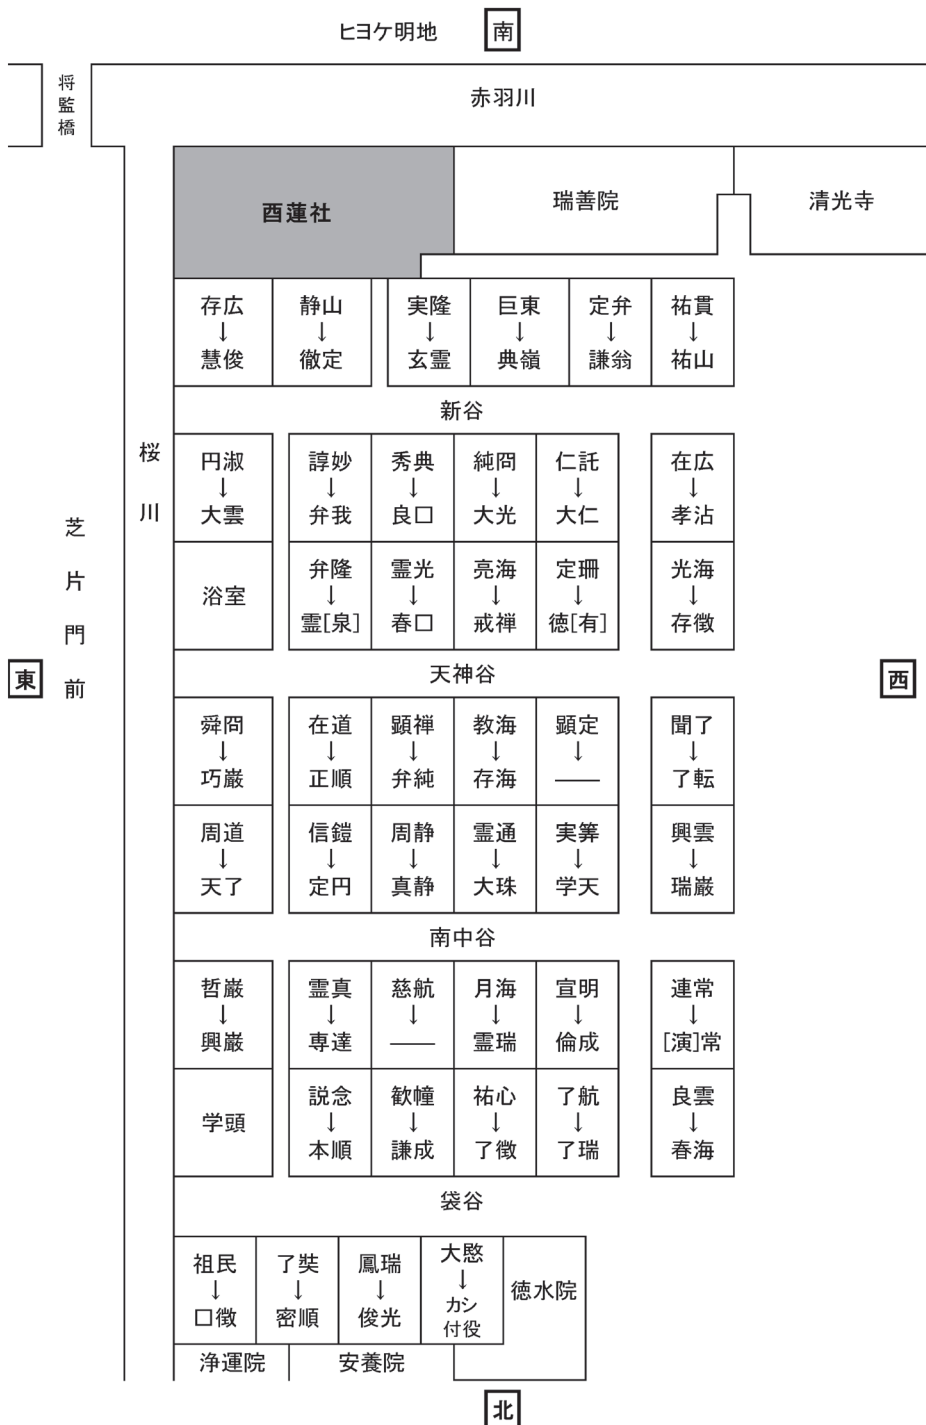 ヒヨケ明地
南
将監橋
赤羽川
酉蓮社
瑞善院
清光寺
存広
↓
慧俊
静山
↓
徹定
実隆
↓
玄霊
巨東
↓
典嶺
定弁
↓
謙翁
祐貫
↓
祐山
新谷
桜川
芝片門前
円淑
↓
大雲
諄妙
↓
弁我
秀典
↓
良□
純冏
↓
大光
仁託
↓
大仁
在広
↓
孝沾
浴室
弁隆
↓
霊[泉]
霊光
↓
春□
亮海
↓
戒禅
定珊
↓
徳[有]
光海
↓
存徴
東
天神谷
西
舜冏
↓
巧巌
在道
↓
正順
顕禅
↓
弁純
教海
↓
存海
顕定
↓
——
聞了
↓
了転
周道
↓
天了
信鎧
↓
定円
周静
↓
真静
霊通
↓
大珠
実筭
↓
学天
興雲
↓
瑞巌
南中谷
哲巌
↓
興巌
霊真
↓
専達
慈航
↓
——
月海
↓
霊瑞
宣明
↓
倫成
連常
↓
[演]常
学頭
説念
↓
本順
歓幢
↓
謙成
祐心
↓
了徴
了航
↓
了瑞
良雲
↓
春海
袋谷
祖民
↓
□徴
了奘
↓
密順
鳳瑞
↓
俊光
大愍
↓
カシ
付役
徳水院
浄運院
安養院
北